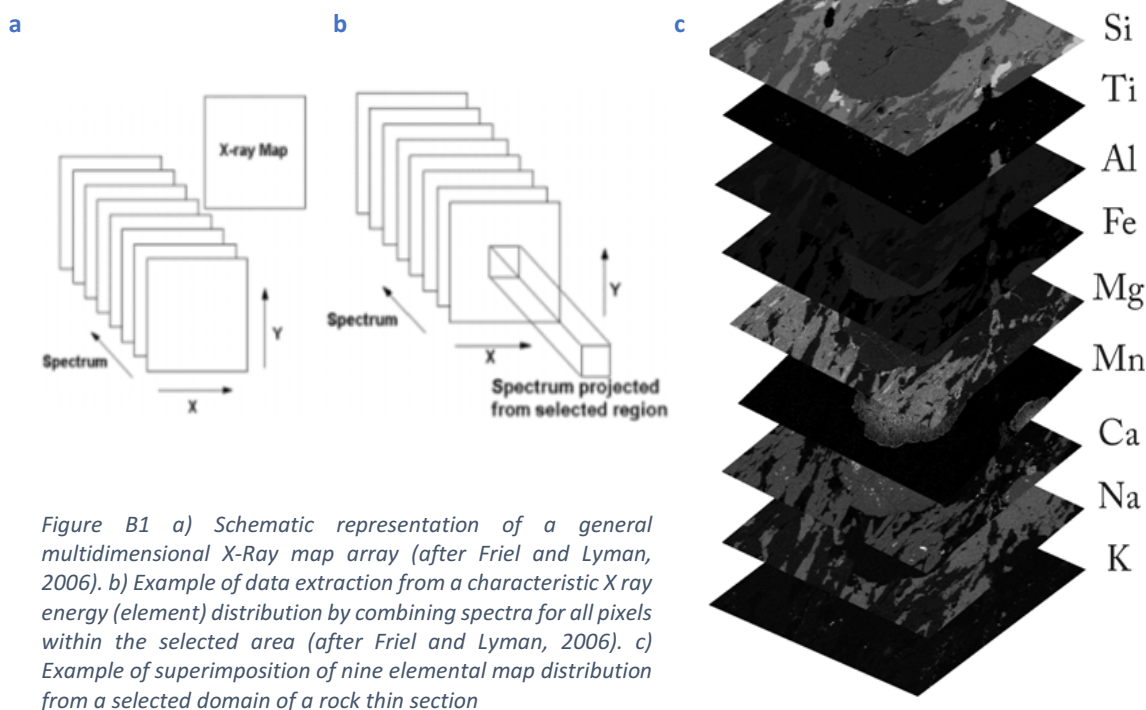 a
b
c
X-ray Map
Spectrum
X
Y
Spectrum
X
Y
Spectrum projected
from selected region
Si
Ti
Al
Fe
Mg
Mn
Ca
Na
K
Figure B1 a) Schematic representation of a general
multidimensional X-Ray map array (after Friel and Lyman,
2006). b) Example of data extraction from a characteristic X ray
energy (element) distribution by combining spectra for all pixels
within the selected area (after Friel and Lyman, 2006). c)
Example of superimposition of nine elemental map distribution
from a selected domain of a rock thin section